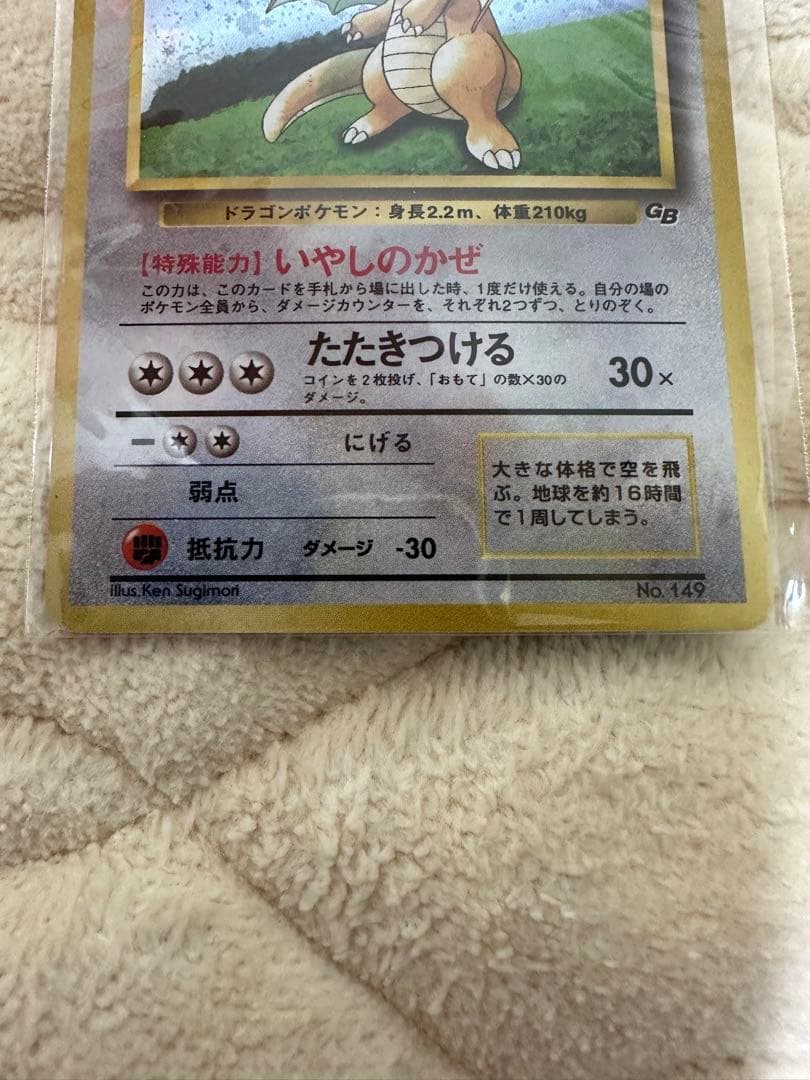 ドラゴンポケモン：身長2.2m、体重210kg
GB
【特殊能力】いやしのかぜ
この力は、このカードを手札から場に出した時、1度だけ使える。自分の場の
ポケモン全員から、ダメージカウンターを、それぞれ2つずつ、とりのぞく。
たたきつける
コインを2枚投げ、「おもて」の数×30の
ダメージ。
30×
にげる
弱点
抵抗力 ダメージ -30
大きな体格で空を飛
ぶ。地球を約16時間
で1周してしまう。
illus. Ken Sugimori
No. 149